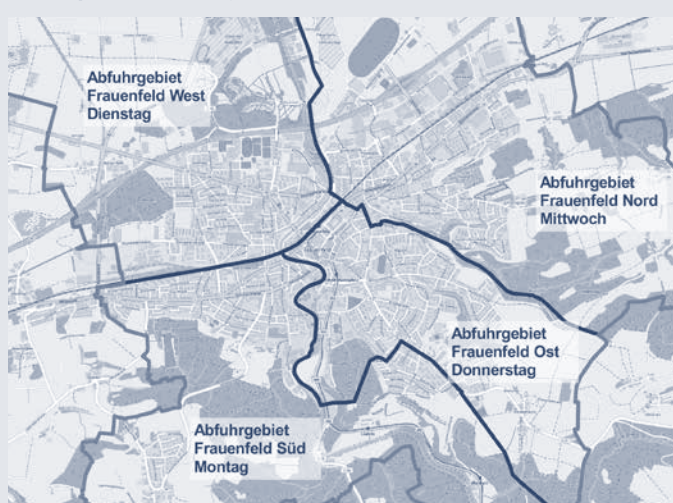 Abfuhrgebiet
Frauenfeld West
Dienstag
Abfuhrgebiet
Frauenfeld Nord
Mittwoch
Abfuhrgebiet
Frauenfeld Ost
Donnerstag
Abfuhrgebiet
Frauenfeld Süd
Montag